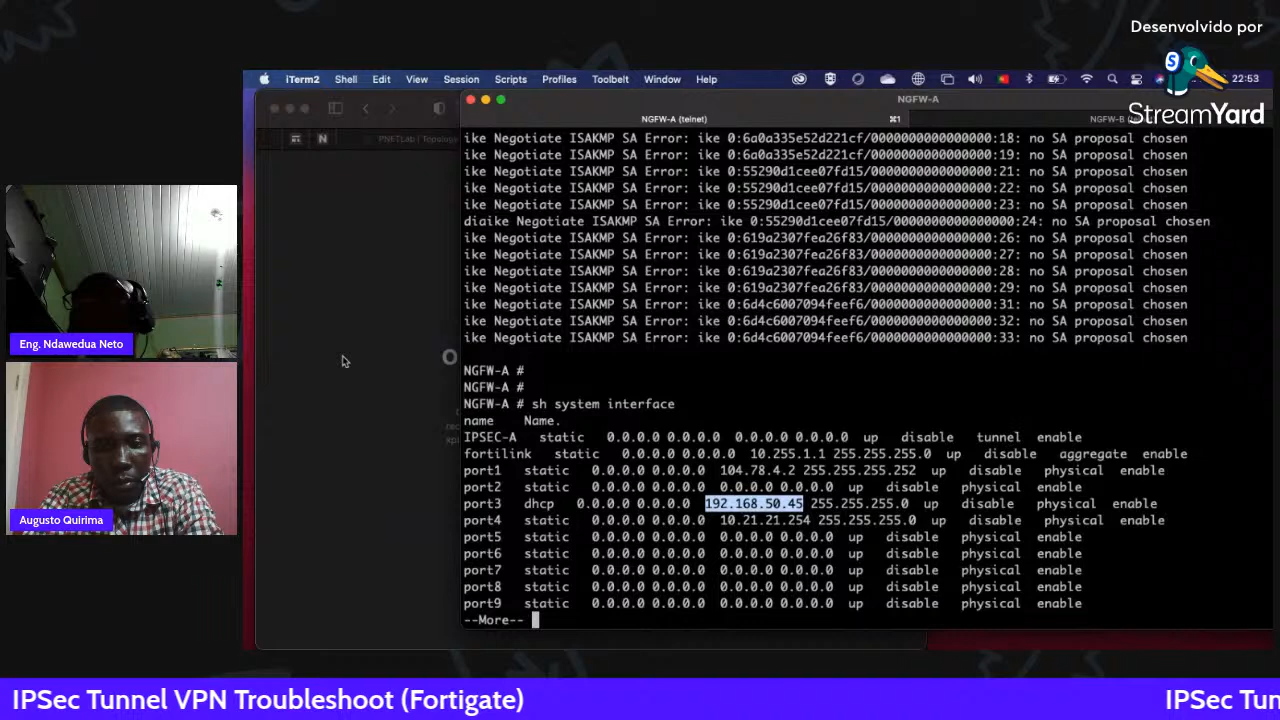 Desenvolvido por
StreamYard
iTerm2 Shell Edit View Session Scripts Profiles Toolbelt Window Help 22:53
NGFW-A
NGFW-A (telnet) ⌘1 NGFW-B
PNETLab | Topolog
ike Negotiate ISAKMP SA Error: ike 0:6a0a335e52d221cf/0000000000000000:18: no SA proposal chosen
ike Negotiate ISAKMP SA Error: ike 0:6a0a335e52d221cf/0000000000000000:19: no SA proposal chosen
ike Negotiate ISAKMP SA Error: ike 0:55290d1cee07fd15/0000000000000000:21: no SA proposal chosen
ike Negotiate ISAKMP SA Error: ike 0:55290d1cee07fd15/0000000000000000:22: no SA proposal chosen
ike Negotiate ISAKMP SA Error: ike 0:55290d1cee07fd15/0000000000000000:23: no SA proposal chosen
diaike Negotiate ISAKMP SA Error: ike 0:55290d1cee07fd15/0000000000000000:24: no SA proposal chosen
ike Negotiate ISAKMP SA Error: ike 0:619a2307fea26f83/0000000000000000:26: no SA proposal chosen
ike Negotiate ISAKMP SA Error: ike 0:619a2307fea26f83/0000000000000000:27: no SA proposal chosen
ike Negotiate ISAKMP SA Error: ike 0:619a2307fea26f83/0000000000000000:28: no SA proposal chosen
ike Negotiate ISAKMP SA Error: ike 0:619a2307fea26f83/0000000000000000:29: no SA proposal chosen
ike Negotiate ISAKMP SA Error: ike 0:6d4c6007094feef6/0000000000000000:31: no SA proposal chosen
ike Negotiate ISAKMP SA Error: ike 0:6d4c6007094feef6/0000000000000000:32: no SA proposal chosen
ike Negotiate ISAKMP SA Error: ike 0:6d4c6007094feef6/0000000000000000:33: no SA proposal chosen
NGFW-A #
NGFW-A #
NGFW-A # sh system interface
name Name.
IPSEC-A static 0.0.0.0 0.0.0.0 0.0.0.0 0.0.0.0 up disable tunnel enable
fortilink static 0.0.0.0 0.0.0.0 10.255.1.1 255.255.255.0 up disable aggregate enable
port1 static 0.0.0.0 0.0.0.0 104.78.4.2 255.255.255.252 up disable physical enable
port2 static 0.0.0.0 0.0.0.0 0.0.0.0 0.0.0.0 up disable physical enable
port3 dhcp 0.0.0.0 0.0.0.0 192.168.50.45 255.255.255.0 up disable physical enable
port4 static 0.0.0.0 0.0.0.0 10.21.21.254 255.255.255.0 up disable physical enable
port5 static 0.0.0.0 0.0.0.0 0.0.0.0 0.0.0.0 up disable physical enable
port6 static 0.0.0.0 0.0.0.0 0.0.0.0 0.0.0.0 up disable physical enable
port7 static 0.0.0.0 0.0.0.0 0.0.0.0 0.0.0.0 up disable physical enable
port8 static 0.0.0.0 0.0.0.0 0.0.0.0 0.0.0.0 up disable physical enable
port9 static 0.0.0.0 0.0.0.0 0.0.0.0 0.0.0.0 up disable physical enable
--More--
Eng. Ndawedua Neto
Augusto Quirima
IPSec Tunnel VPN Troubleshoot (Fortigate) IPSec Tun